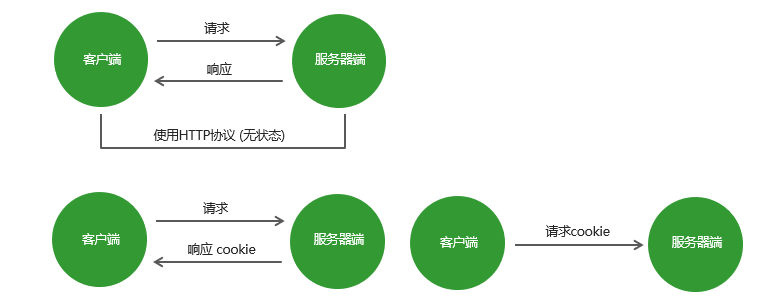 请求
客户端
服务器端
响应
使用HTTP协议 (无状态)
请求
客户端
服务器端
响应 cookie
客户端
请求cookie
服务器端